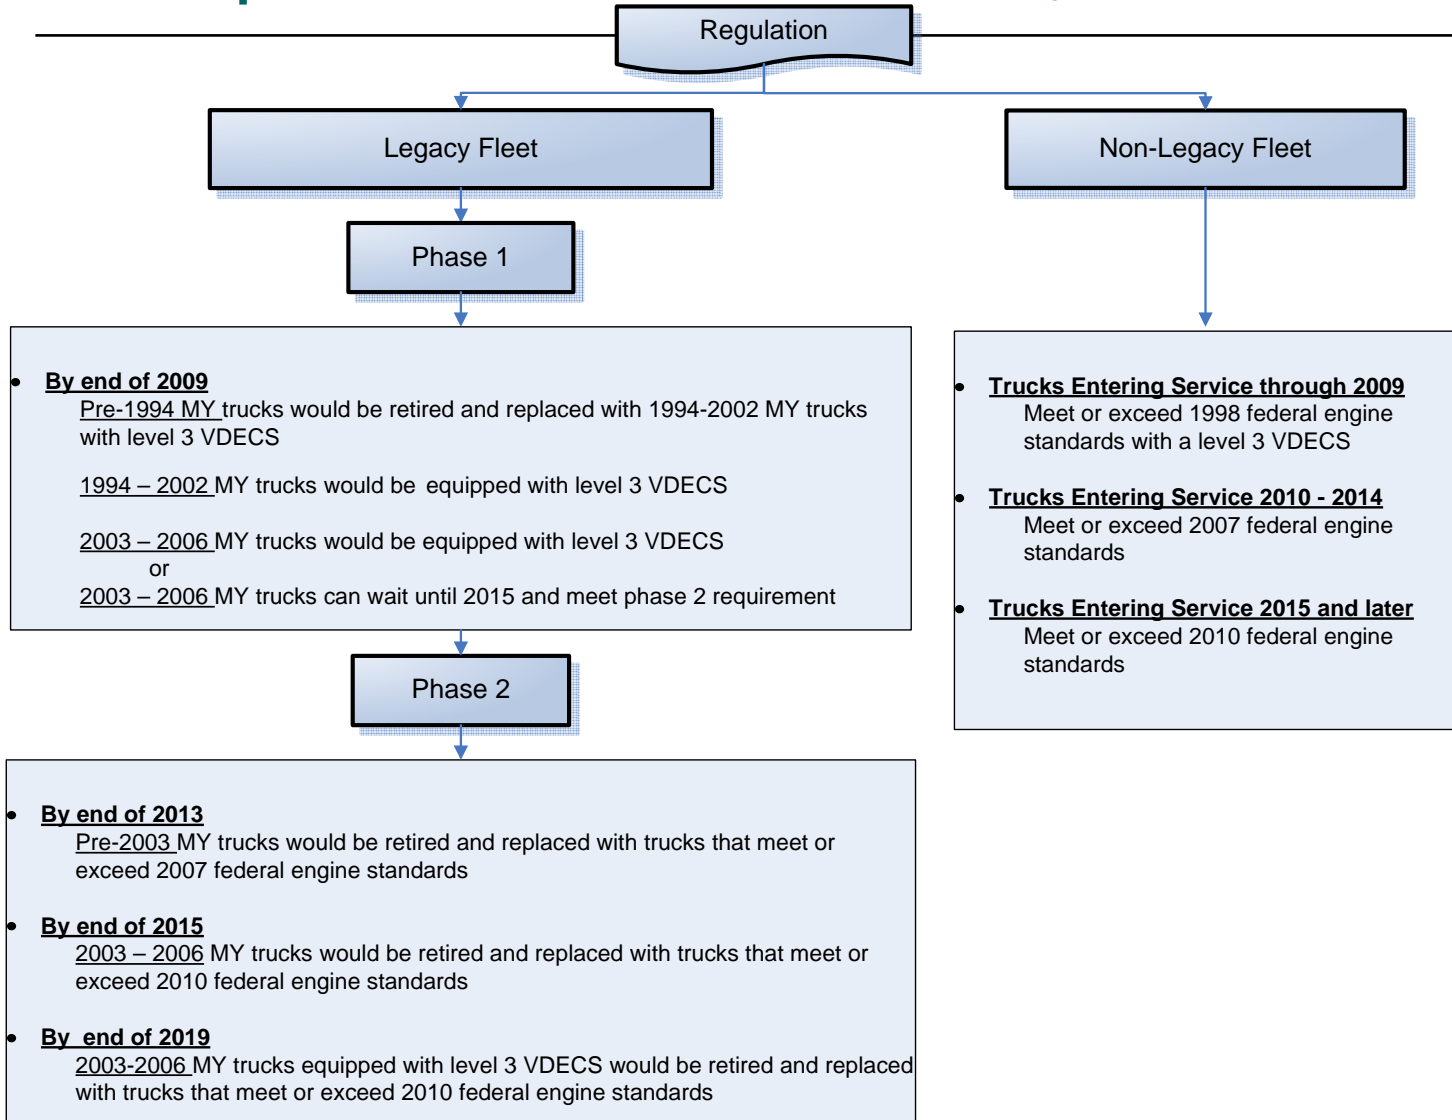 Regulation
Legacy Fleet
Non-Legacy Fleet
Phase 1
• By end of 2009
Pre-1994 MY trucks would be retired and replaced with 1994-2002 MY trucks
with level 3 VDECS
1994 – 2002 MY trucks would be equipped with level 3 VDECS
2003 – 2006 MY trucks would be equipped with level 3 VDECS
or
2003 – 2006 MY trucks can wait until 2015 and meet phase 2 requirement
Phase 2
• By end of 2013
Pre-2003 MY trucks would be retired and replaced with trucks that meet or
exceed 2007 federal engine standards
• By end of 2015
2003 – 2006 MY trucks would be retired and replaced with trucks that meet or
exceed 2010 federal engine standards
• By end of 2019
2003-2006 MY trucks equipped with level 3 VDECS would be retired and replaced
with trucks that meet or exceed 2010 federal engine standards
• Trucks Entering Service through 2009
Meet or exceed 1998 federal engine
standards with a level 3 VDECS
• Trucks Entering Service 2010 - 2014
Meet or exceed 2007 federal engine
standards
• Trucks Entering Service 2015 and later
Meet or exceed 2010 federal engine
standards